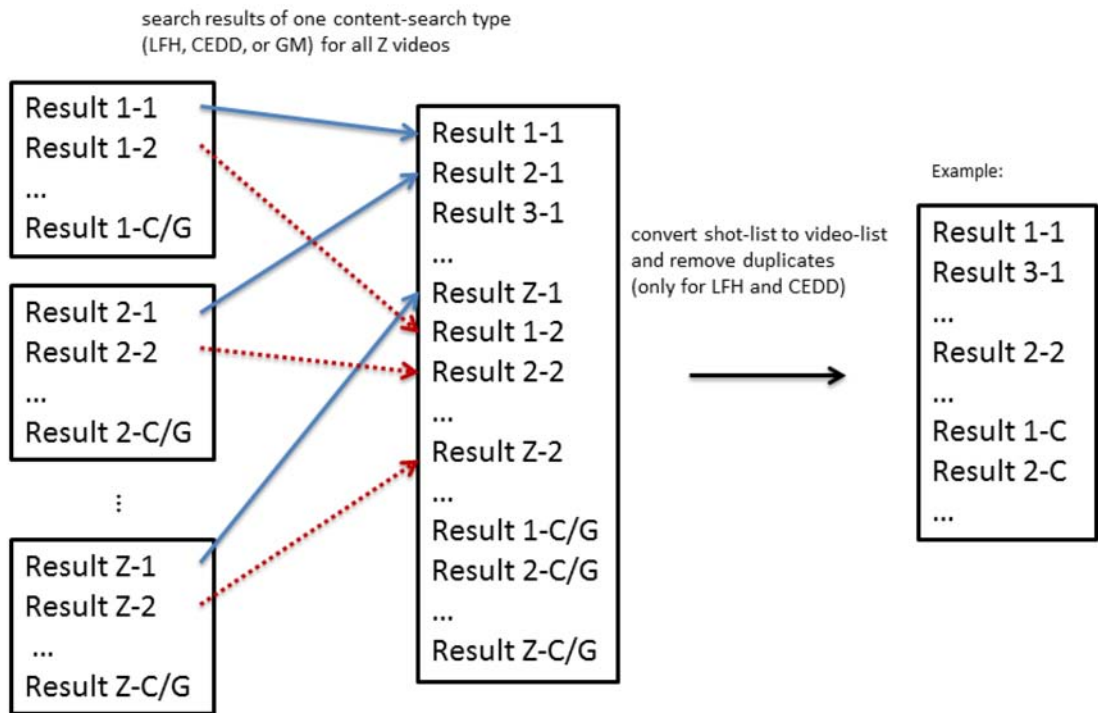 search results of one content-search type
(LFH, CEDD, or GM) for all Z videos
Result 1-1
Result 1-2
...
Result 1-C/G
Result 2-1
Result 2-2
...
Result 2-C/G
...
Result Z-1
Result Z-2
...
Result Z-C/G
Result 1-1
Result 2-1
Result 3-1
...
Result Z-1
Result 1-2
Result 2-2
...
Result Z-2
...
Result 1-C/G
Result 2-C/G
...
Result Z-C/G
convert shot-list to video-list
and remove duplicates
(only for LFH and CEDD)
Example:
Result 1-1
Result 3-1
...
Result 2-2
...
Result 1-C
Result 2-C
...